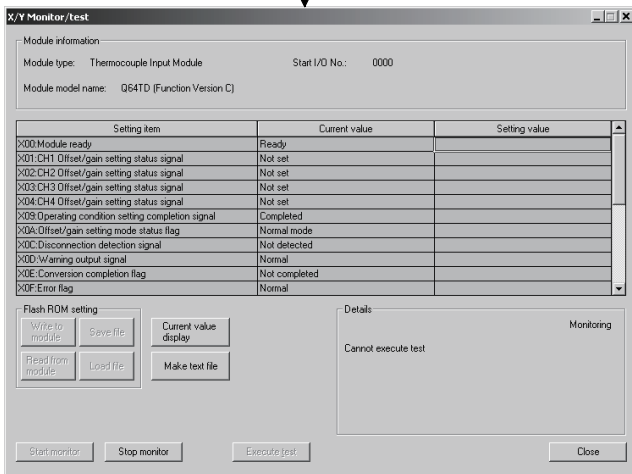 X/Y Monitor/test
Module information
Module type: Thermocouple Input Module Start I/O No.: 0000
Module model name: Q64TD (Function Version C)
Setting item Current value Setting value
X00:Module ready Ready
X01:CH1 Offset/gain setting status signal Not set
X02:CH2 Offset/gain setting status signal Not set
X03:CH3 Offset/gain setting status signal Not set
X04:CH4 Offset/gain setting status signal Not set
X09:Operating condition setting completion signal Completed
X0A:Offset/gain setting mode status flag Normal mode
X0C:Disconnection detection signal Not detected
X0D:Warning output signal Normal
X0E:Conversion completion flag Not completed
X0F:Error flag Normal
Flash ROM setting
Write to
module
Save file
Current value
display
Read from
module
Load file
Make text file
Details
Monitoring
Cannot execute test
Start monitor Stop monitor Execute test Close